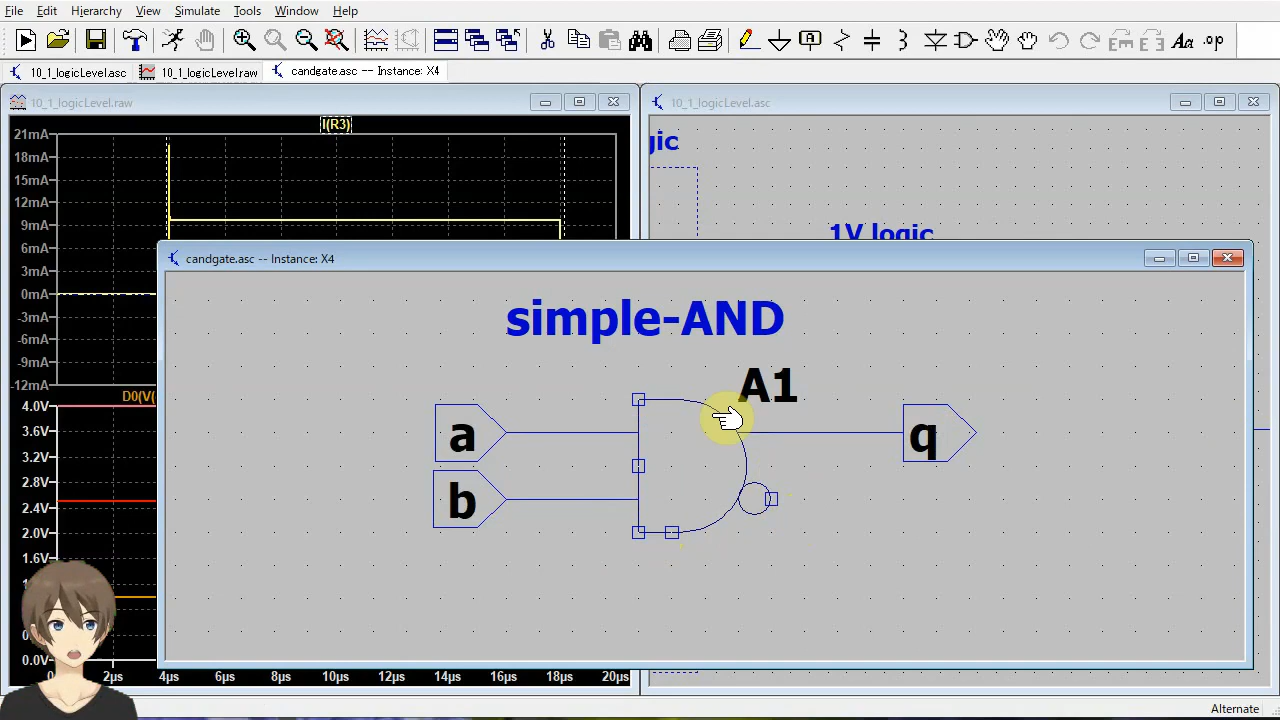 File Edit Hierarchy View Simulate Tools Window Help
.op
10_1_logicLevel.asc 10_1_logicLevel.raw candgate.asc -- Instance: X4
10_1_logicLevel.raw
I(R3)
21mA
18mA
15mA
12mA
9mA
6mA
3mA
0mA
-3mA
-6mA
-9mA
-12mA
D0(V(
4.0V
3.6V
3.2V
2.8V
2.4V
2.0V
1.6V
0.0V
2µs 4µs 6µs 8µs 10µs 12µs 14µs 16µs 18µs 20µs
10_1_logicLevel.asc
gic
1V logic
candgate.asc -- Instance: X4
simple-AND
A1
a
q
b
Alternate